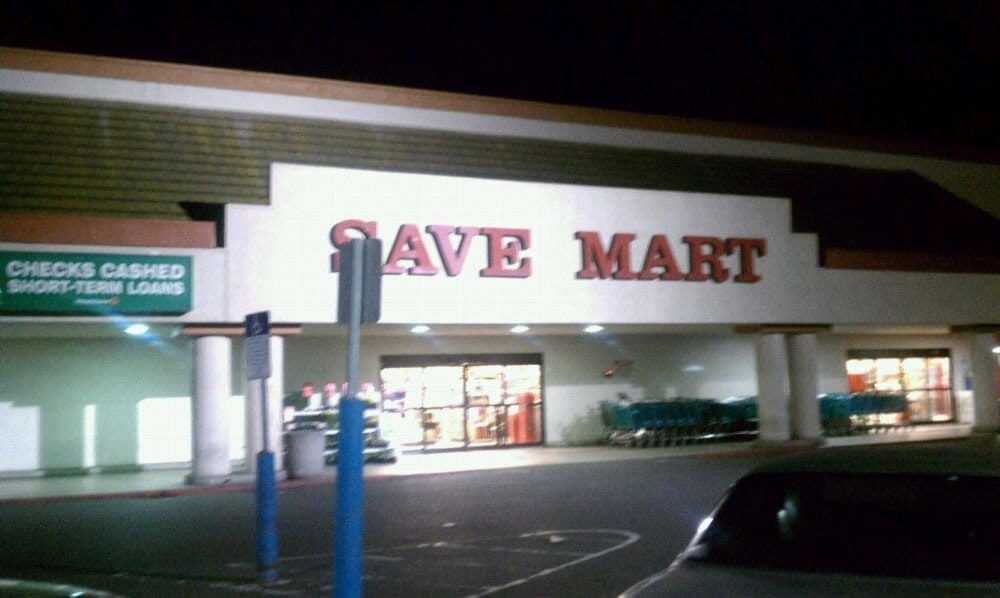 SAVE MART
CHECKS CASHED
SHORT-TERM LOANS